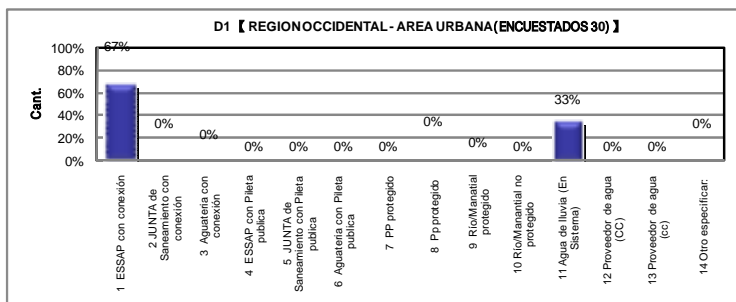 D1 【 REGION OCCIDENTAL - AREA URBANA (ENCUESTADOS 30) 】
Cant.
100%
80%
60%
40%
20%
0%
67%
0%
0%
0%
0%
0%
0%
0%
0%
0%
33%
0%
0%
0%
1 ESSAP con conexión
2 JUNTA de
Saneamiento con
conexión
3 Aguatería con
conexión
4 ESSAP con Pileta
publica
5 JUNTA de
Saneamiento con Pileta
publica
6 Aguatería con Pileta
publica
7 PP protegido
8 Pp protegido
9 Río/Manatial
protegido
10 Río/Manantial no
protegido
11 Agua de lluvia (En
Sistema)
12 Proveedor de agua
(CC)
13 Proveedor de agua
(cc)
14 Otro especificar: